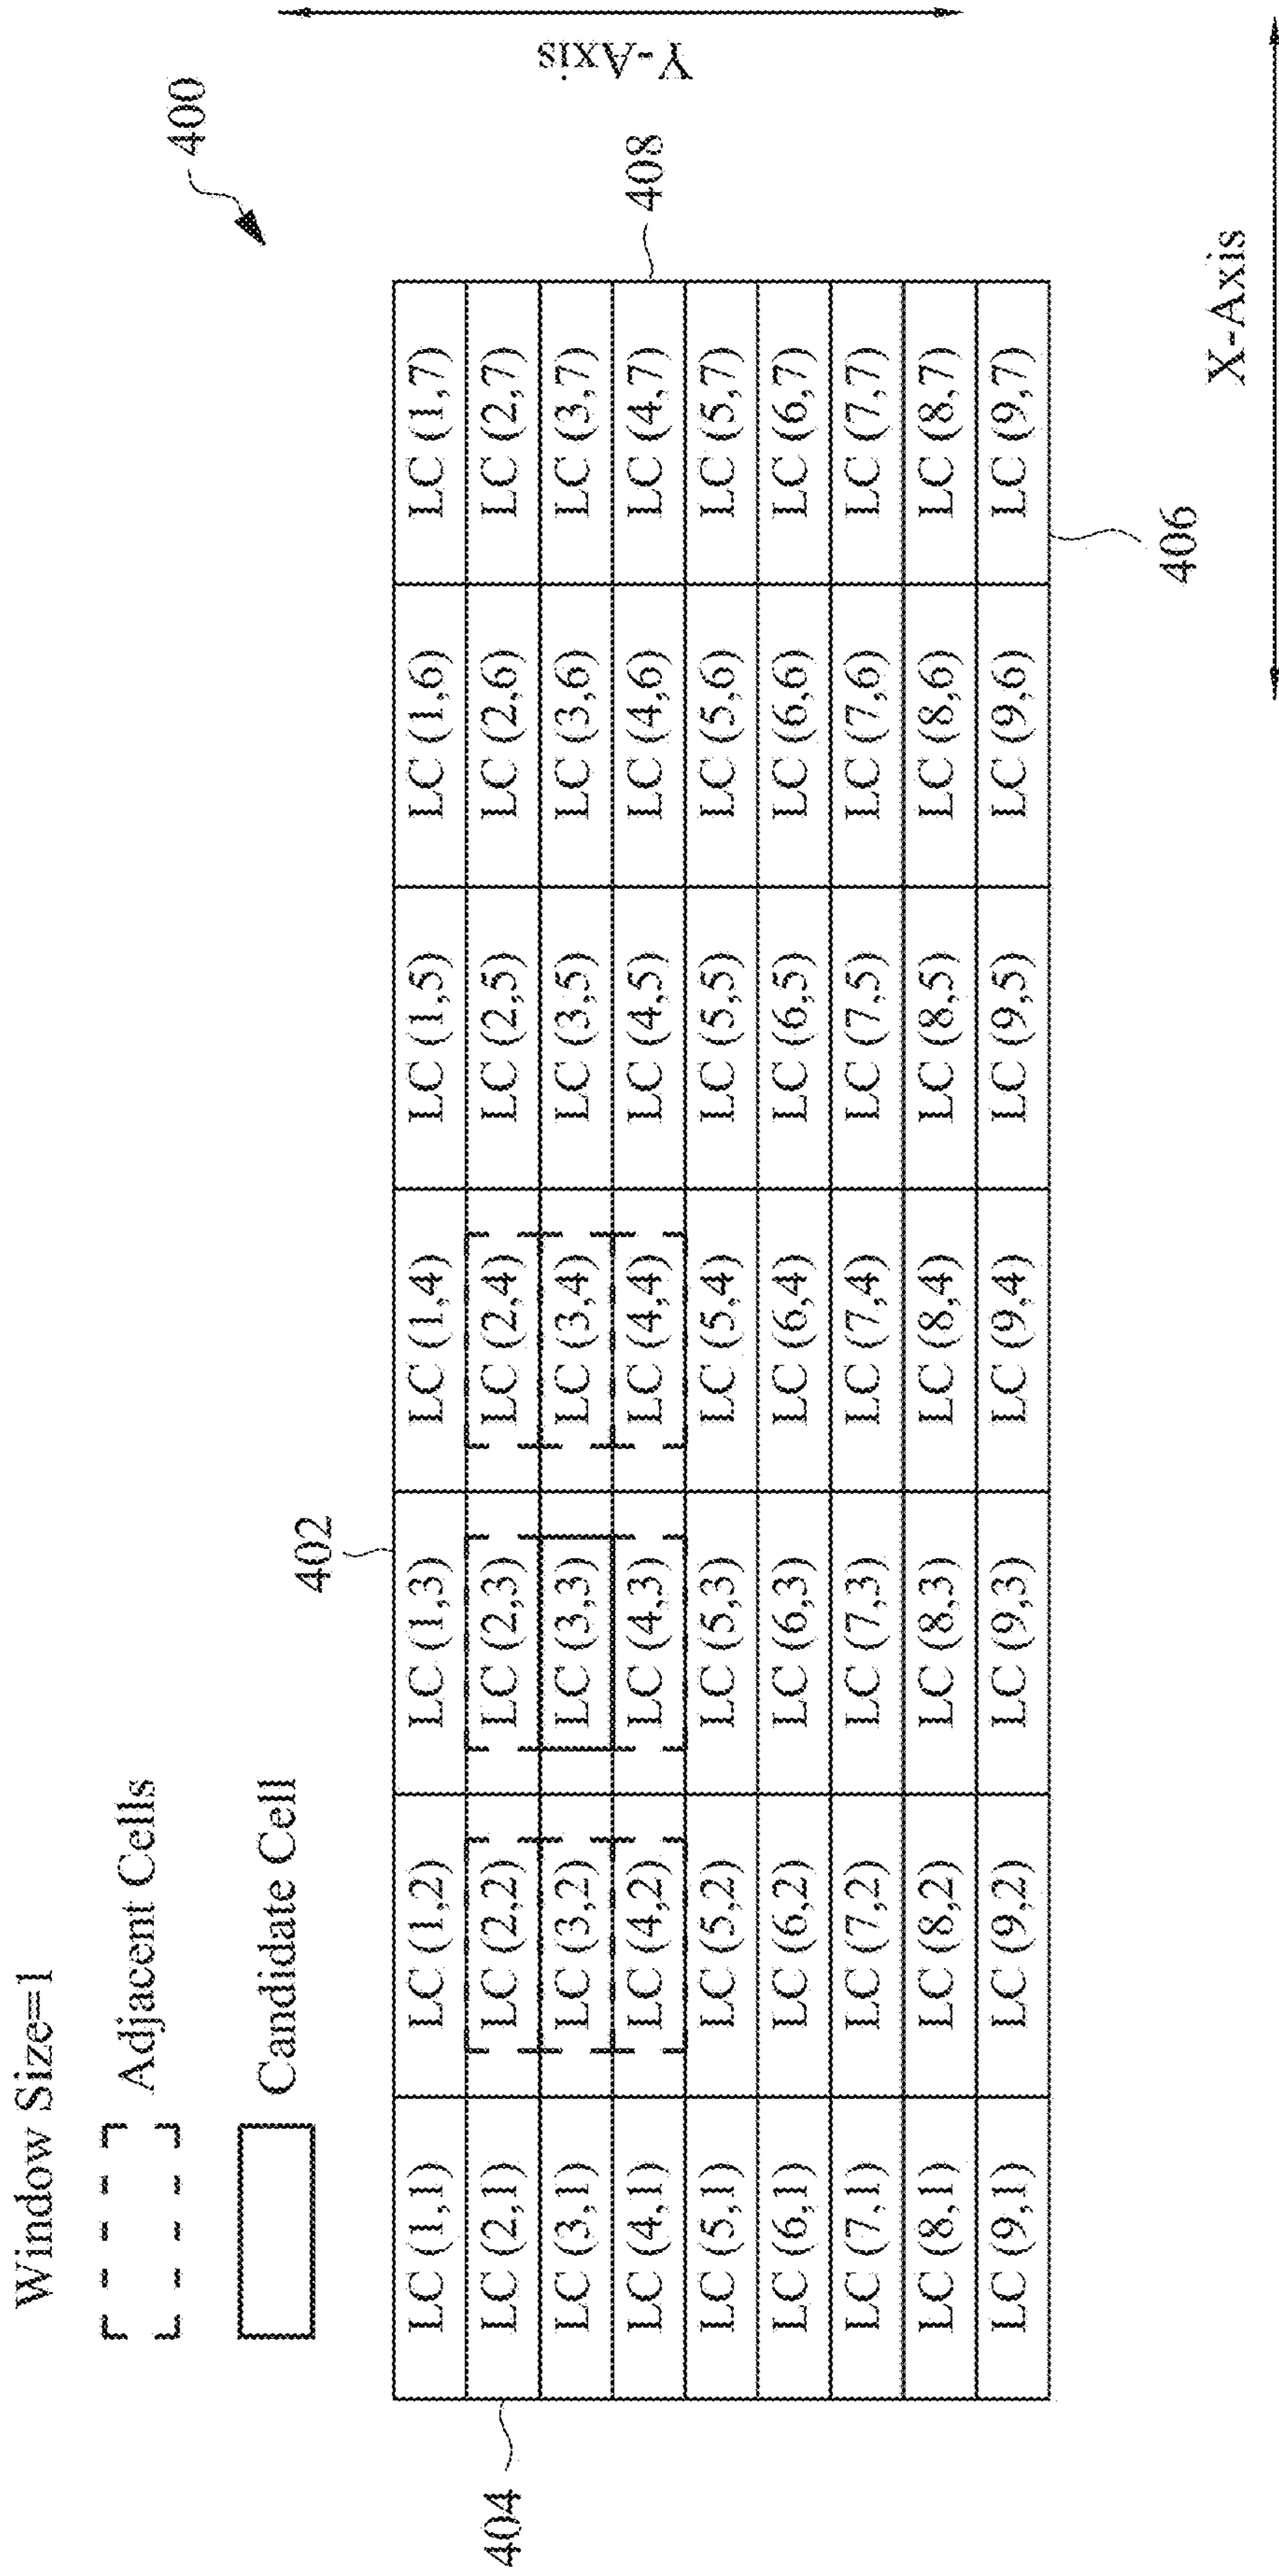 Window Size=1
Adjacent Cells
Candidate Cell
400
402
404
LC (1,1) LC (1,2) LC (1,3) LC (1,4) LC (1,5) LC (1,6) LC (1,7)
LC (2,1) LC (2,2) LC (2,3) LC (2,4) LC (2,5) LC (2,6) LC (2,7)
LC (3,1) LC (3,2) LC (3,3) LC (3,4) LC (3,5) LC (3,6) LC (3,7)
LC (4,1) LC (4,2) LC (4,3) LC (4,4) LC (4,5) LC (4,6) LC (4,7)
LC (5,1) LC (5,2) LC (5,3) LC (5,4) LC (5,5) LC (5,6) LC (5,7)
LC (6,1) LC (6,2) LC (6,3) LC (6,4) LC (6,5) LC (6,6) LC (6,7)
LC (7,1) LC (7,2) LC (7,3) LC (7,4) LC (7,5) LC (7,6) LC (7,7)
LC (8,1) LC (8,2) LC (8,3) LC (8,4) LC (8,5) LC (8,6) LC (8,7)
LC (9,1) LC (9,2) LC (9,3) LC (9,4) LC (9,5) LC (9,6) LC (9,7)
408
Y-Axis
406
X-Axis